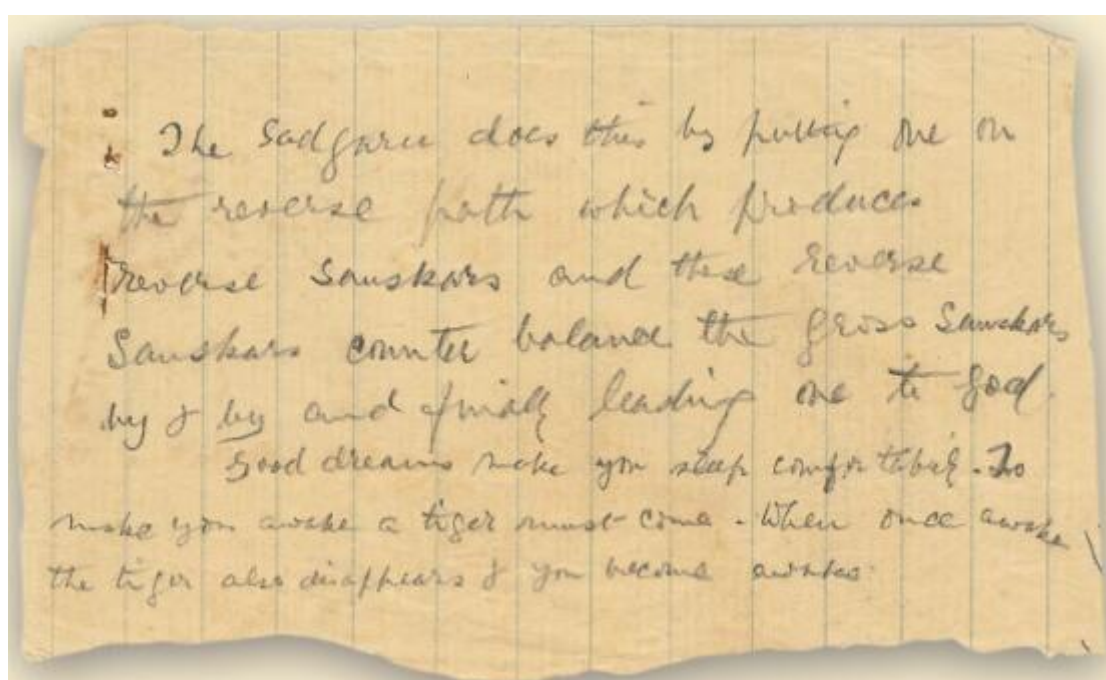 The Sadguru does this by putting one on
the reverse path which produces
reverse Sanskars and these reverse
Sanskars counter balance the gross Sanskars
by & by and finally leading one to God.
Good dreams make you sleep comfortably. To
make you awake a tiger must come. When once awake
the tiger also disappears & you become awake.